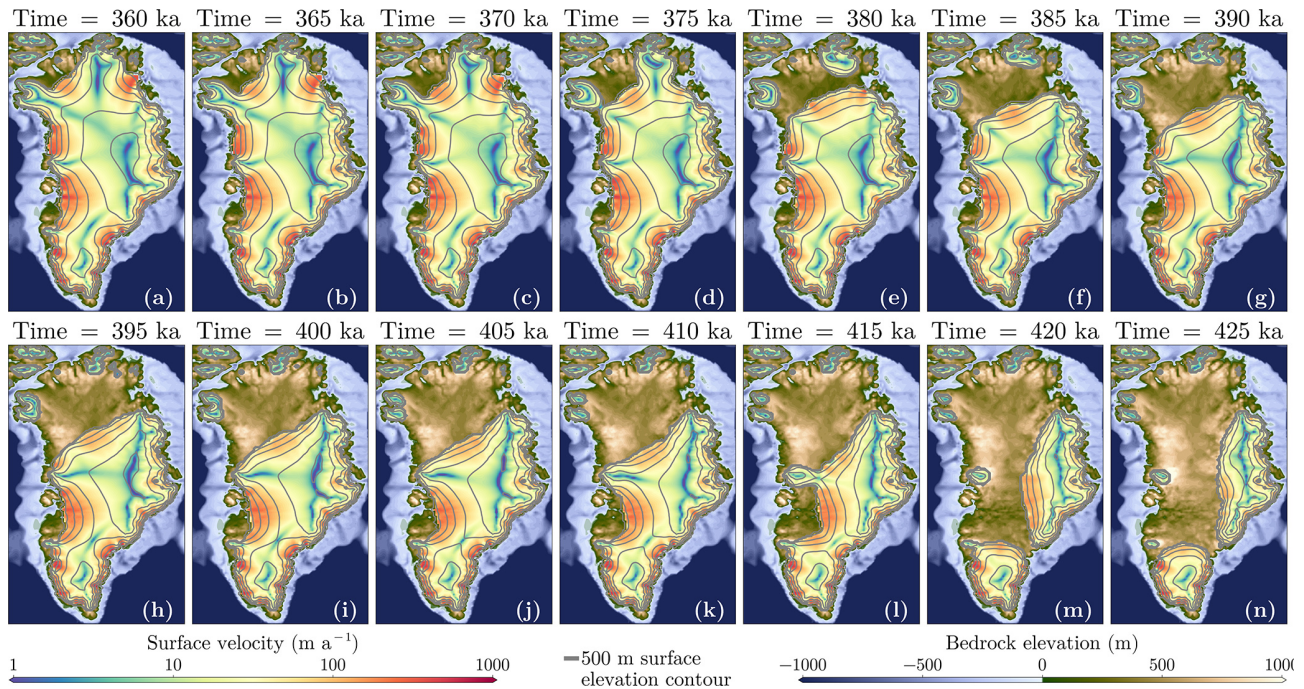 Time = 360 ka
Time = 365 ka
Time = 370 ka
Time = 375 ka
Time = 380 ka
Time = 385 ka
Time = 390 ka
(a)
(b)
(c)
(d)
(e)
(f)
(g)
Time = 395 ka
Time = 400 ka
Time = 405 ka
Time = 410 ka
Time = 415 ka
Time = 420 ka
Time = 425 ka
(h)
(i)
(j)
(k)
(l)
(m)
(n)
Surface velocity (m a⁻¹)
1 10 100 1000
500 m surface
elevation contour
Bedrock elevation (m)
−1000 −500 0 500 100